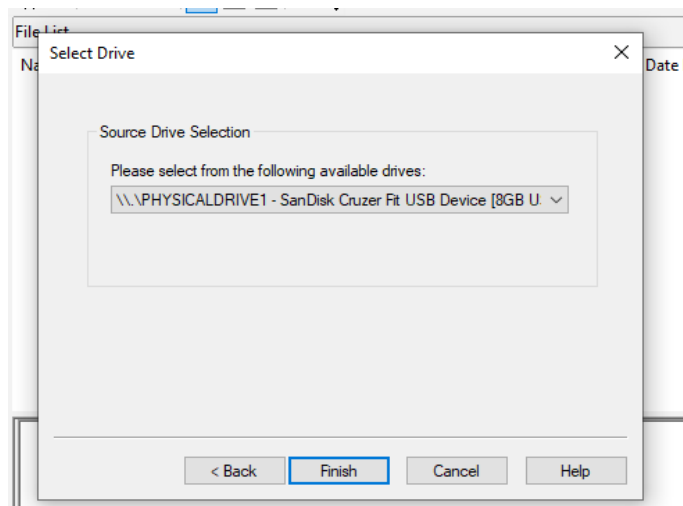 File List
Select Drive
Date
Source Drive Selection
Please select from the following available drives:
\\.\PHYSICALDRIVE1 - SanDisk Cruzer Fit USB Device [8GB U
< Back
Finish
Cancel
Help